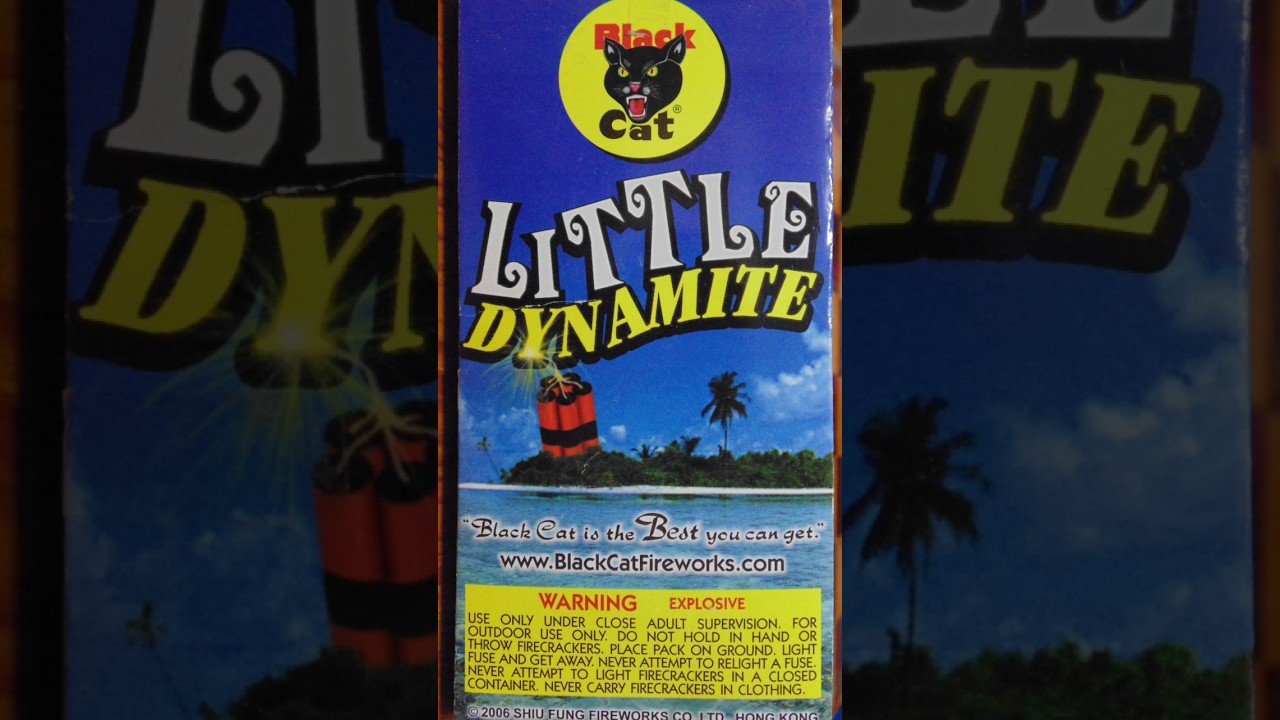 Black
Cat®
LITTLE
DYNAMITE
"Black Cat is the Best you can get."
www.BlackCatFireworks.com
WARNING EXPLOSIVE
USE ONLY UNDER CLOSE ADULT SUPERVISION. FOR
OUTDOOR USE ONLY. DO NOT HOLD IN HAND OR
THROW FIRECRACKERS. PLACE PACK ON GROUND. LIGHT
FUSE AND GET AWAY. NEVER ATTEMPT TO RELIGHT A FUSE.
NEVER ATTEMPT TO LIGHT FIRECRACKERS IN A CLOSED
CONTAINER. NEVER CARRY FIRECRACKERS IN CLOTHING.
© 2006 SHIU FUNG FIREWORKS CO. LTD., HONG KONG